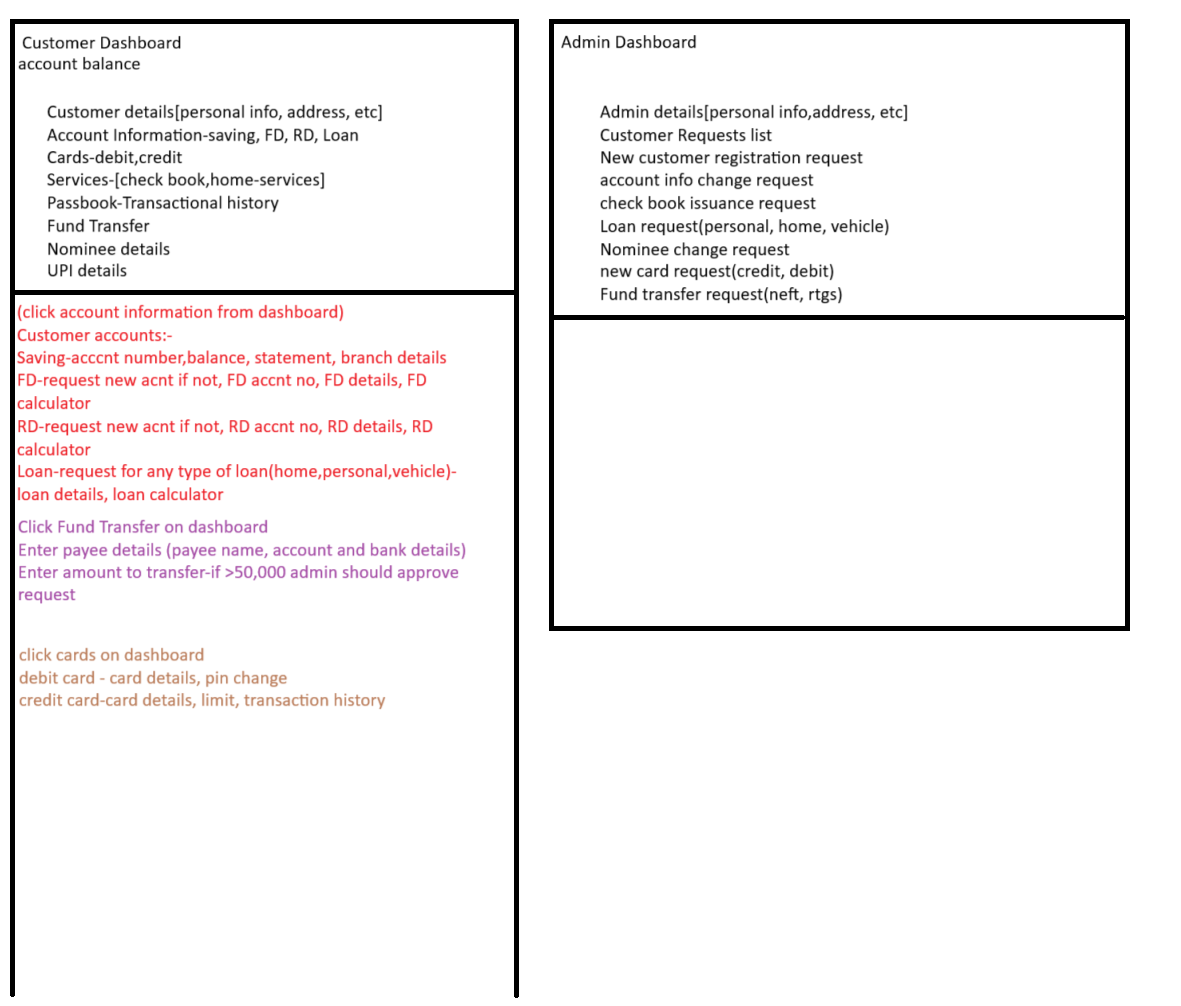 Customer Dashboard
account balance
Customer details[personal info, address, etc]
Account Information-saving, FD, RD, Loan
Cards-debit,credit
Services-[check book,home-services]
Passbook-Transactional history
Fund Transfer
Nominee details
UPI details
(click account information from dashboard)
Customer accounts:-
Saving-acccnt number,balance, statement, branch details
FD-request new acnt if not, FD accnt no, FD details, FD
calculator
RD-request new acnt if not, RD accnt no, RD details, RD
calculator
Loan-request for any type of loan(home,personal,vehicle)-
loan details, loan calculator
Click Fund Transfer on dashboard
Enter payee details (payee name, account and bank details)
Enter amount to transfer-if >50,000 admin should approve
request
click cards on dashboard
debit card - card details, pin change
credit card-card details, limit, transaction history
Admin Dashboard
Admin details[personal info,address, etc]
Customer Requests list
New customer registration request
account info change request
check book issuance request
Loan request(personal, home, vehicle)
Nominee change request
new card request(credit, debit)
Fund transfer request(neft, rtgs)